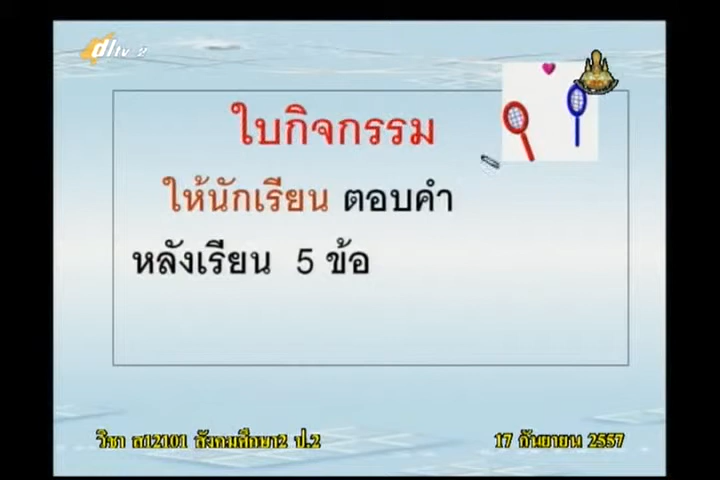 dltv 2
ใบกิจกรรม
ให้นักเรียน ตอบคำ
หลังเรียน 5 ข้อ
วิชา ส12101 สังคมศึกษา2 ป.2
17 กันยายน 2557